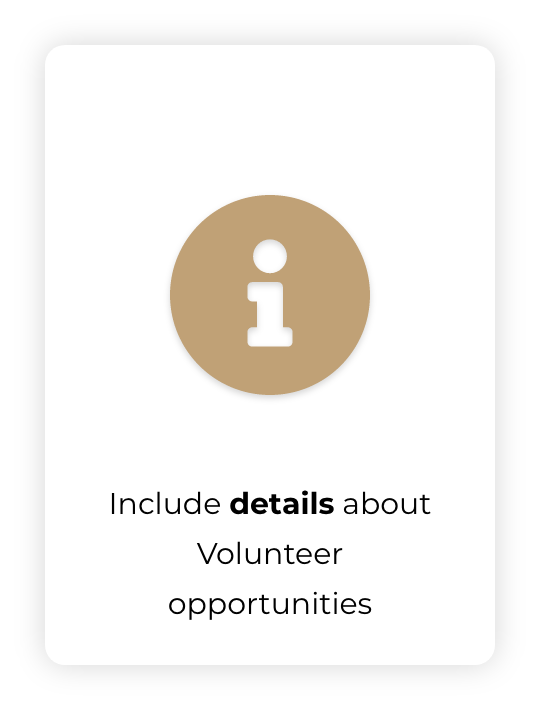 Include details about
Volunteer
opportunities